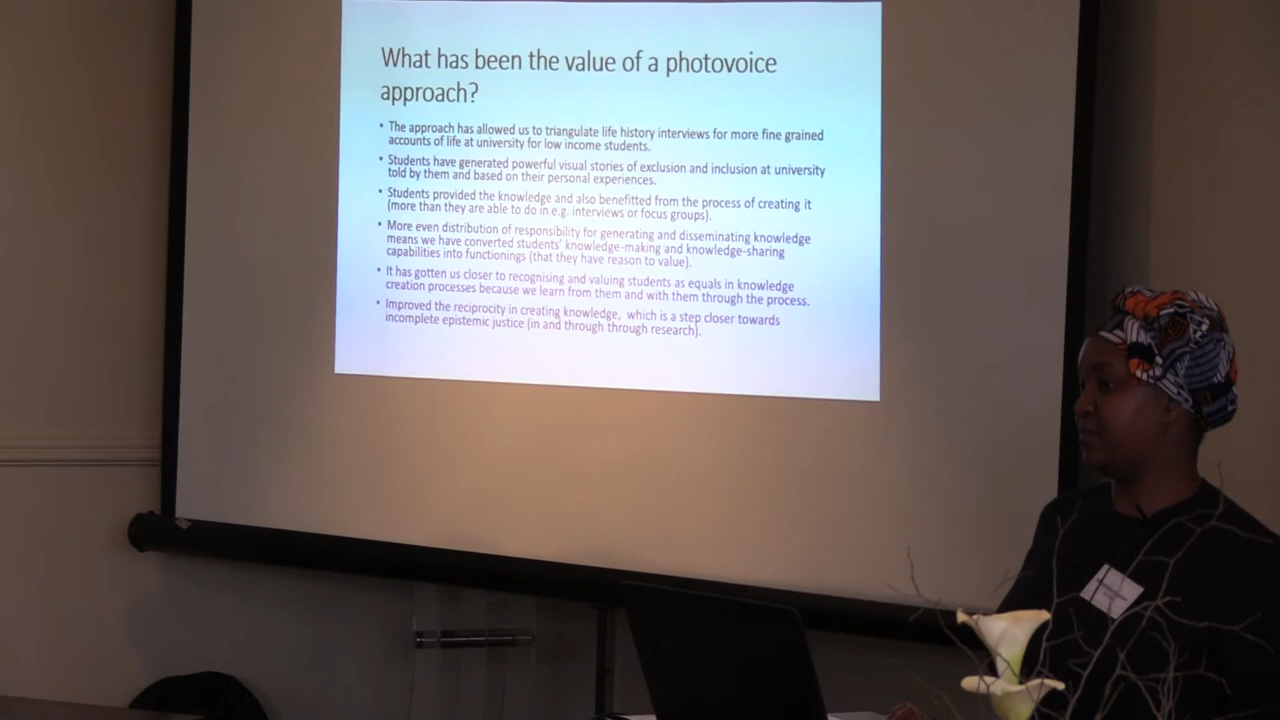 What has been the value of a photovoice
approach?
• The approach has allowed us to triangulate life history interviews for more fine grained
accounts of life at university for low income students.
• Students have generated powerful visual stories of exclusion and inclusion at university
told by them and based on their personal experiences.
• Students provided the knowledge and also benefitted from the process of creating it
(more than they are able to do in e.g. interviews or focus groups).
• More even distribution of responsibility for generating and disseminating knowledge
means we have converted students' knowledge-making and knowledge-sharing
capabilities into functionings (that they have reason to value).
• It has gotten us closer to recognising and valuing students as equals in knowledge
creation processes because we learn from them and with them through the process.
• Improved the reciprocity in creating knowledge, which is a step closer towards
incomplete epistemic justice (in and through through research).